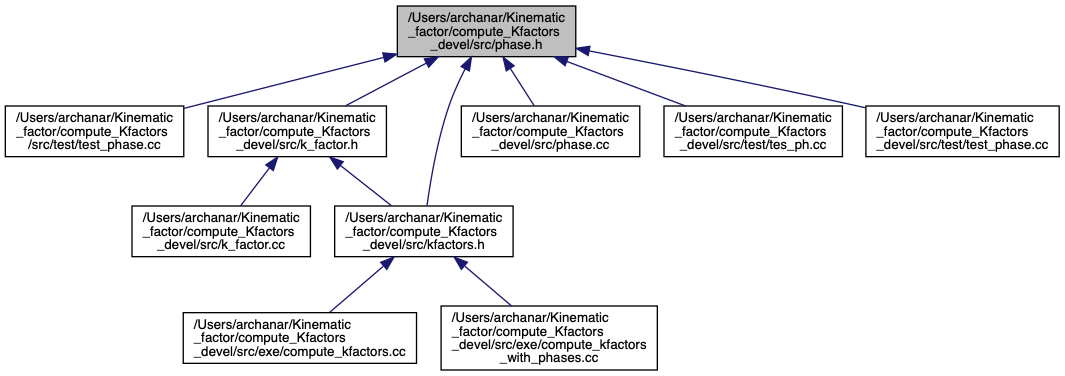 /Users/archanar/Kinematic
_factor/compute_Kfactors
_devel/src/phase.h
/Users/archanar/Kinematic
_factor/compute_Kfactors
/src/test/test_phase.cc
/Users/archanar/Kinematic
_factor/compute_Kfactors
_devel/src/k_factor.h
/Users/archanar/Kinematic
_factor/compute_Kfactors
_devel/src/phase.cc
/Users/archanar/Kinematic
_factor/compute_Kfactors
_devel/src/test/tes_ph.cc
/Users/archanar/Kinematic
_factor/compute_Kfactors
_devel/src/test/test_phase.cc
/Users/archanar/Kinematic
_factor/compute_Kfactors
_devel/src/k_factor.cc
/Users/archanar/Kinematic
_factor/compute_Kfactors
_devel/src/kfactors.h
/Users/archanar/Kinematic
_factor/compute_Kfactors
_devel/src/exe/compute_kfactors.cc
/Users/archanar/Kinematic
_factor/compute_Kfactors
_devel/src/exe/compute_kfactors
_with_phases.cc